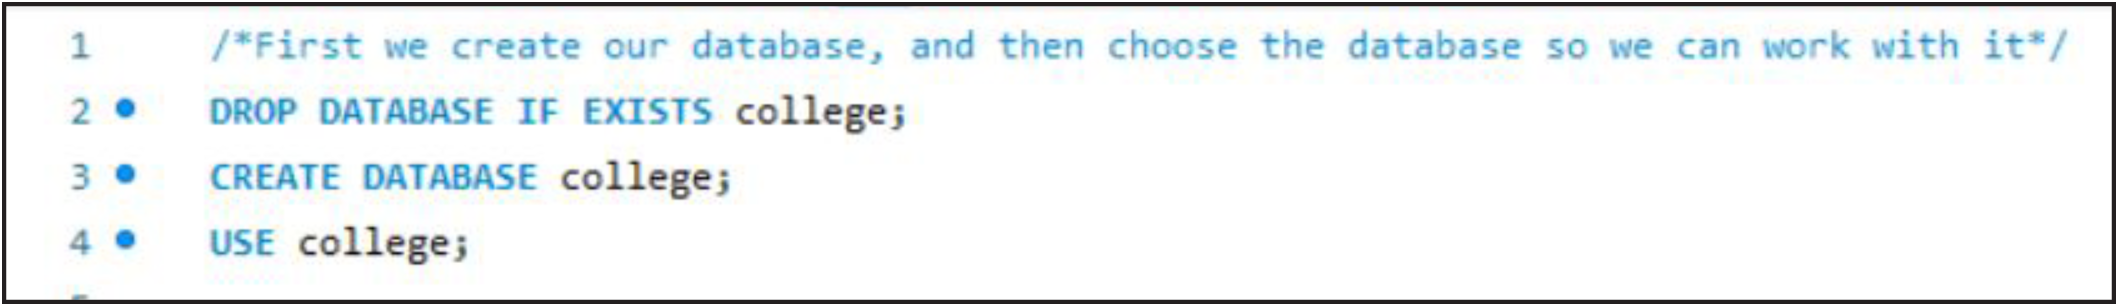 1 /*First we create our database, and then choose the database so we can work with it*/
2 DROP DATABASE IF EXISTS college;
3 CREATE DATABASE college;
4 USE college;